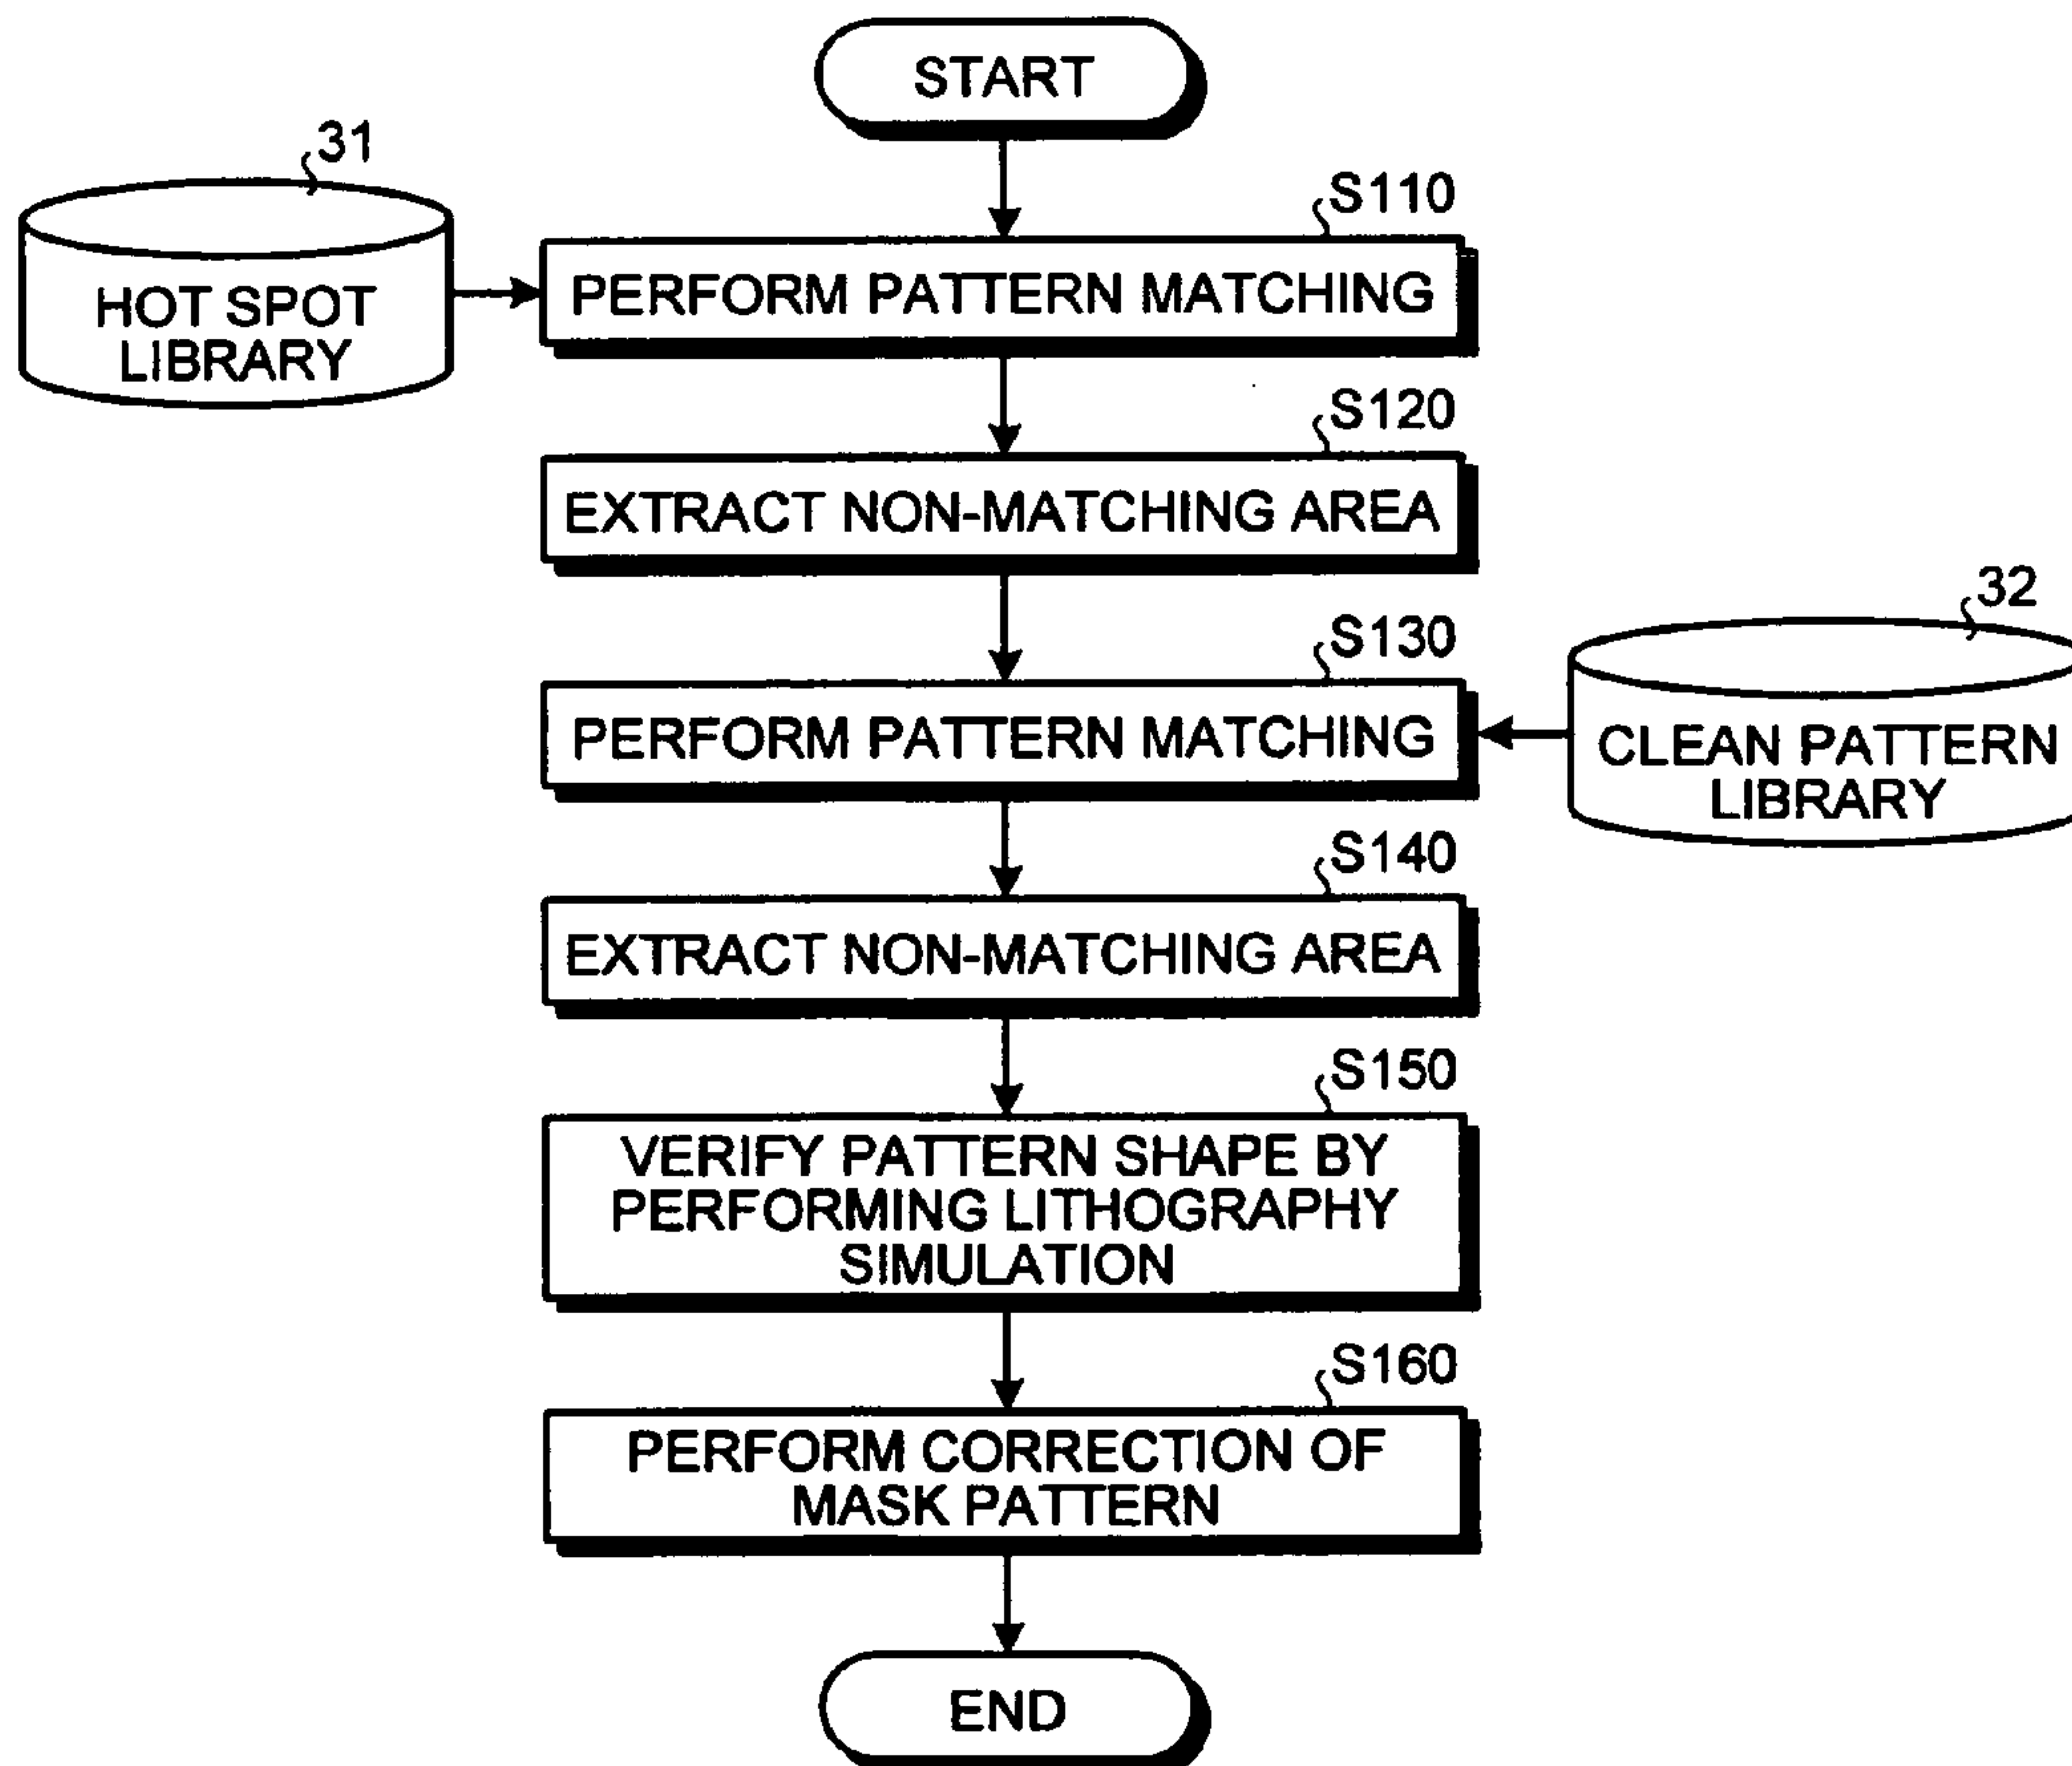 START
31
HOT SPOT
LIBRARY
S110
PERFORM PATTERN MATCHING
S120
EXTRACT NON-MATCHING AREA
S130
PERFORM PATTERN MATCHING
32
CLEAN PATTERN
LIBRARY
S140
EXTRACT NON-MATCHING AREA
S150
VERIFY PATTERN SHAPE BY
PERFORMING LITHOGRAPHY
SIMULATION
S160
PERFORM CORRECTION OF
MASK PATTERN
END